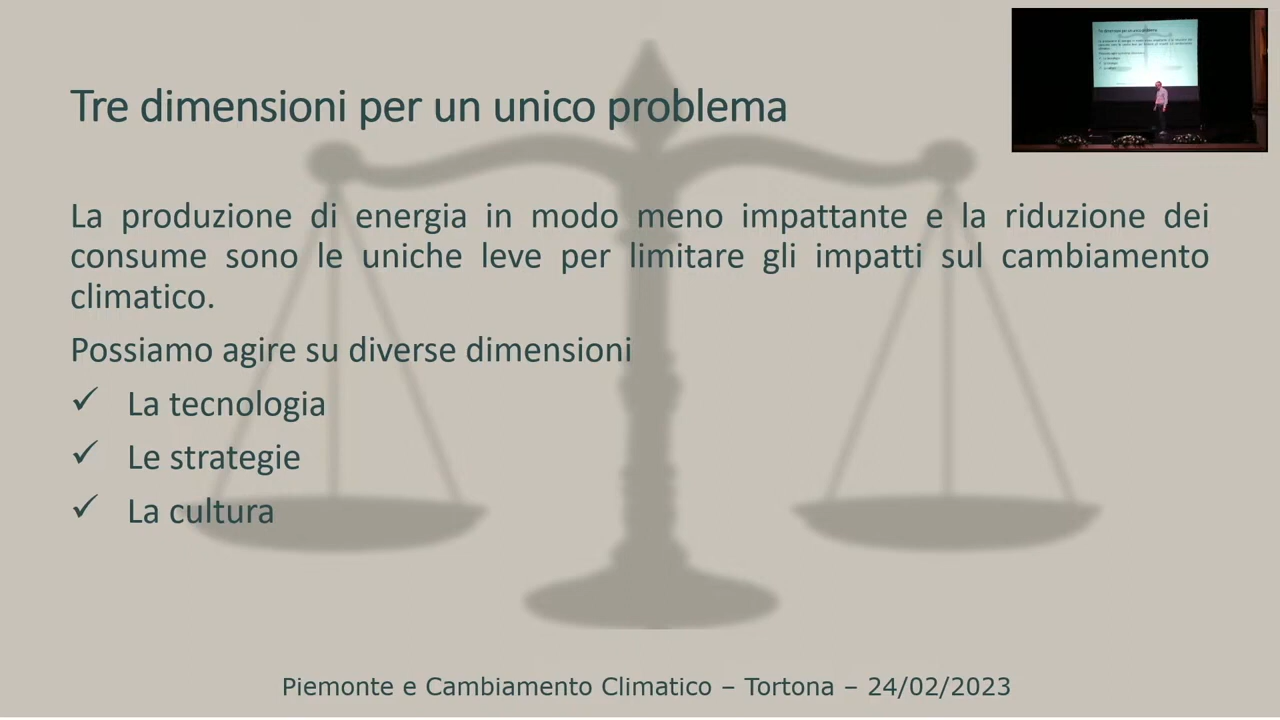 Tre dimensioni per un unico problema
La produzione di energia in modo meno impattante e la riduzione dei
consume sono le uniche leve per limitare gli impatti sul cambiamento
climatico.
Possiamo agire su diverse dimensioni
✓ La tecnologia
✓ Le strategie
✓ La cultura
Piemonte e Cambiamento Climatico – Tortona – 24/02/2023